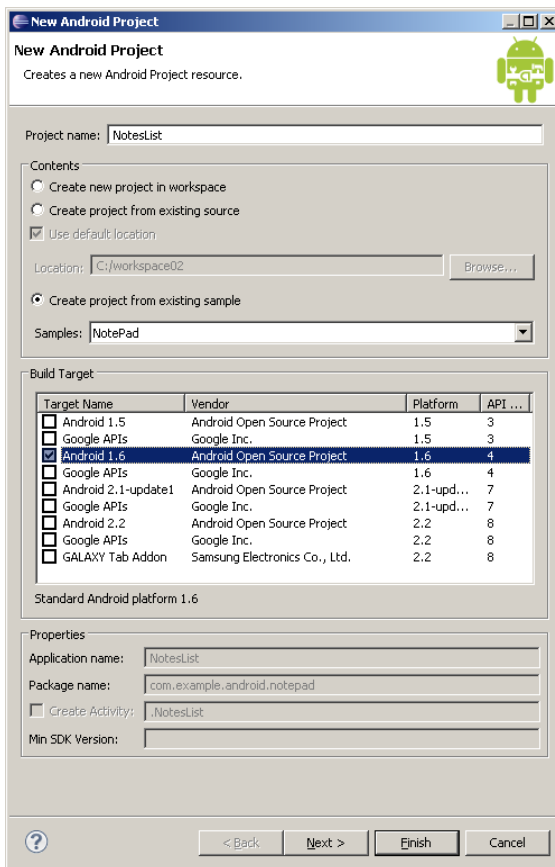 New Android Project
New Android Project
Creates a new Android Project resource.
Project name: NotesList
Contents
Create new project in workspace
Create project from existing source
Use default location
Location: C:/workspace02 Browse...
Create project from existing sample
Samples: NotePad
Build Target
Target Name Vendor Platform API ...
Android 1.5 Android Open Source Project 1.5 3
Google APIs Google Inc. 1.5 3
Android 1.6 Android Open Source Project 1.6 4
Google APIs Google Inc. 1.6 4
Android 2.1-update1 Android Open Source Project 2.1-upd... 7
Google APIs Google Inc. 2.1-upd... 7
Android 2.2 Android Open Source Project 2.2 8
Google APIs Google Inc. 2.2 8
GALAXY Tab Addon Samsung Electronics Co., Ltd. 2.2 8
Standard Android platform 1.6
Properties
Application name: NotesList
Package name: com.example.android.notepad
Create Activity: .NotesList
Min SDK Version:
? < Back Next > Finish Cancel